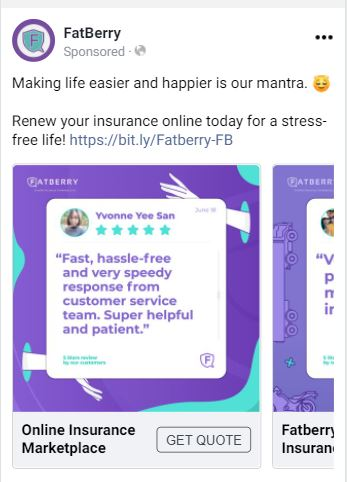 FatBerry
Sponsored ·
Making life easier and happier is our mantra. 😇
Renew your insurance online today for a stress-
free life! https://bit.ly/Fatberry-FB
FATBERRY
FATBERRY
Yvonne Yee San
June 18
"Fast, hassle-free
and very speedy
response from
customer service
team. Super helpful
and patient."
5 Stars review
by our customers
Online Insurance
Marketplace
GET QUOTE
Fatberry
Insuran